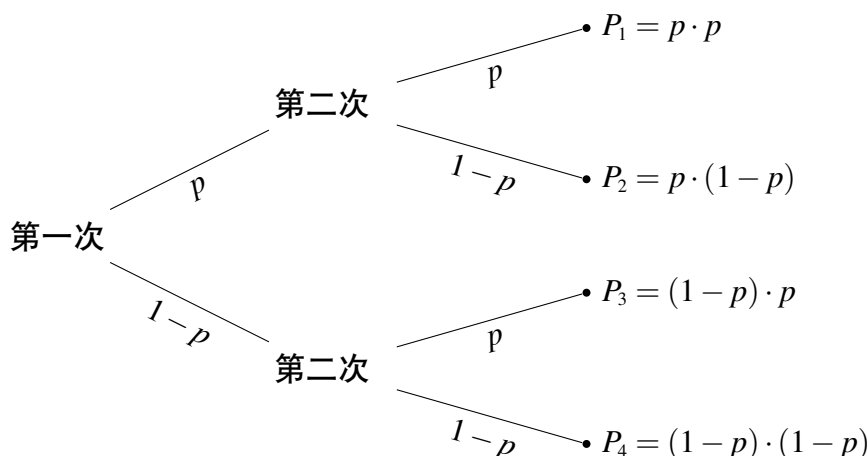 P₁ = p · p
p
第二次
1 − p
P₂ = p · (1 − p)
p
第一次
1 − p
P₃ = (1 − p) · p
p
第二次
1 − p
P₄ = (1 − p) · (1 − p)